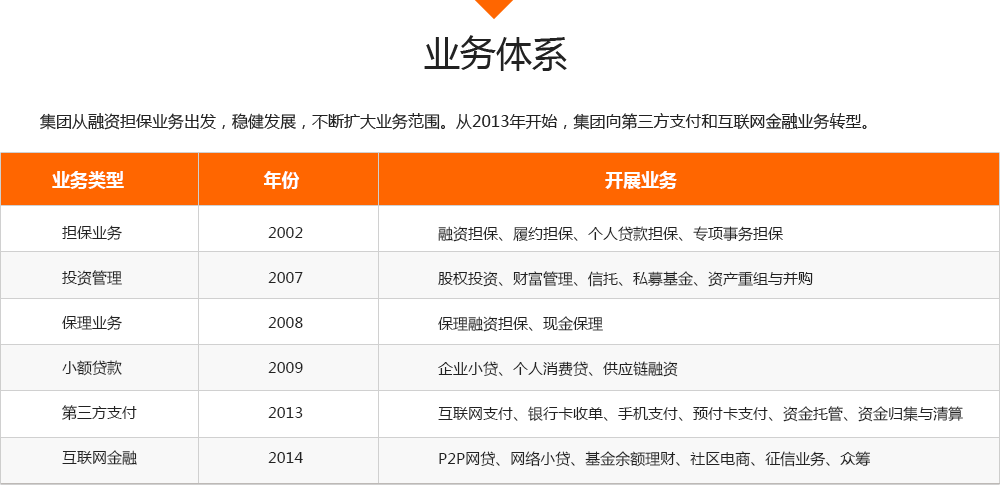 业务体系
集团从融资担保业务出发，稳健发展，不断扩大业务范围。从2013年开始，集团向第三方支付和互联网金融业务转型。
业务类型 年份 开展业务
担保业务 2002 融资担保、履约担保、个人贷款担保、专项事务担保
投资管理 2007 股权投资、财富管理、信托、私募基金、资产重组与并购
保理业务 2008 保理融资担保、现金保理
小额贷款 2009 企业小贷、个人消费贷、供应链融资
第三方支付 2013 互联网支付、银行卡收单、手机支付、预付卡支付、资金托管、资金归集与清算
互联网金融 2014 P2P网贷、网络小贷、基金余额理财、社区电商、征信业务、众筹